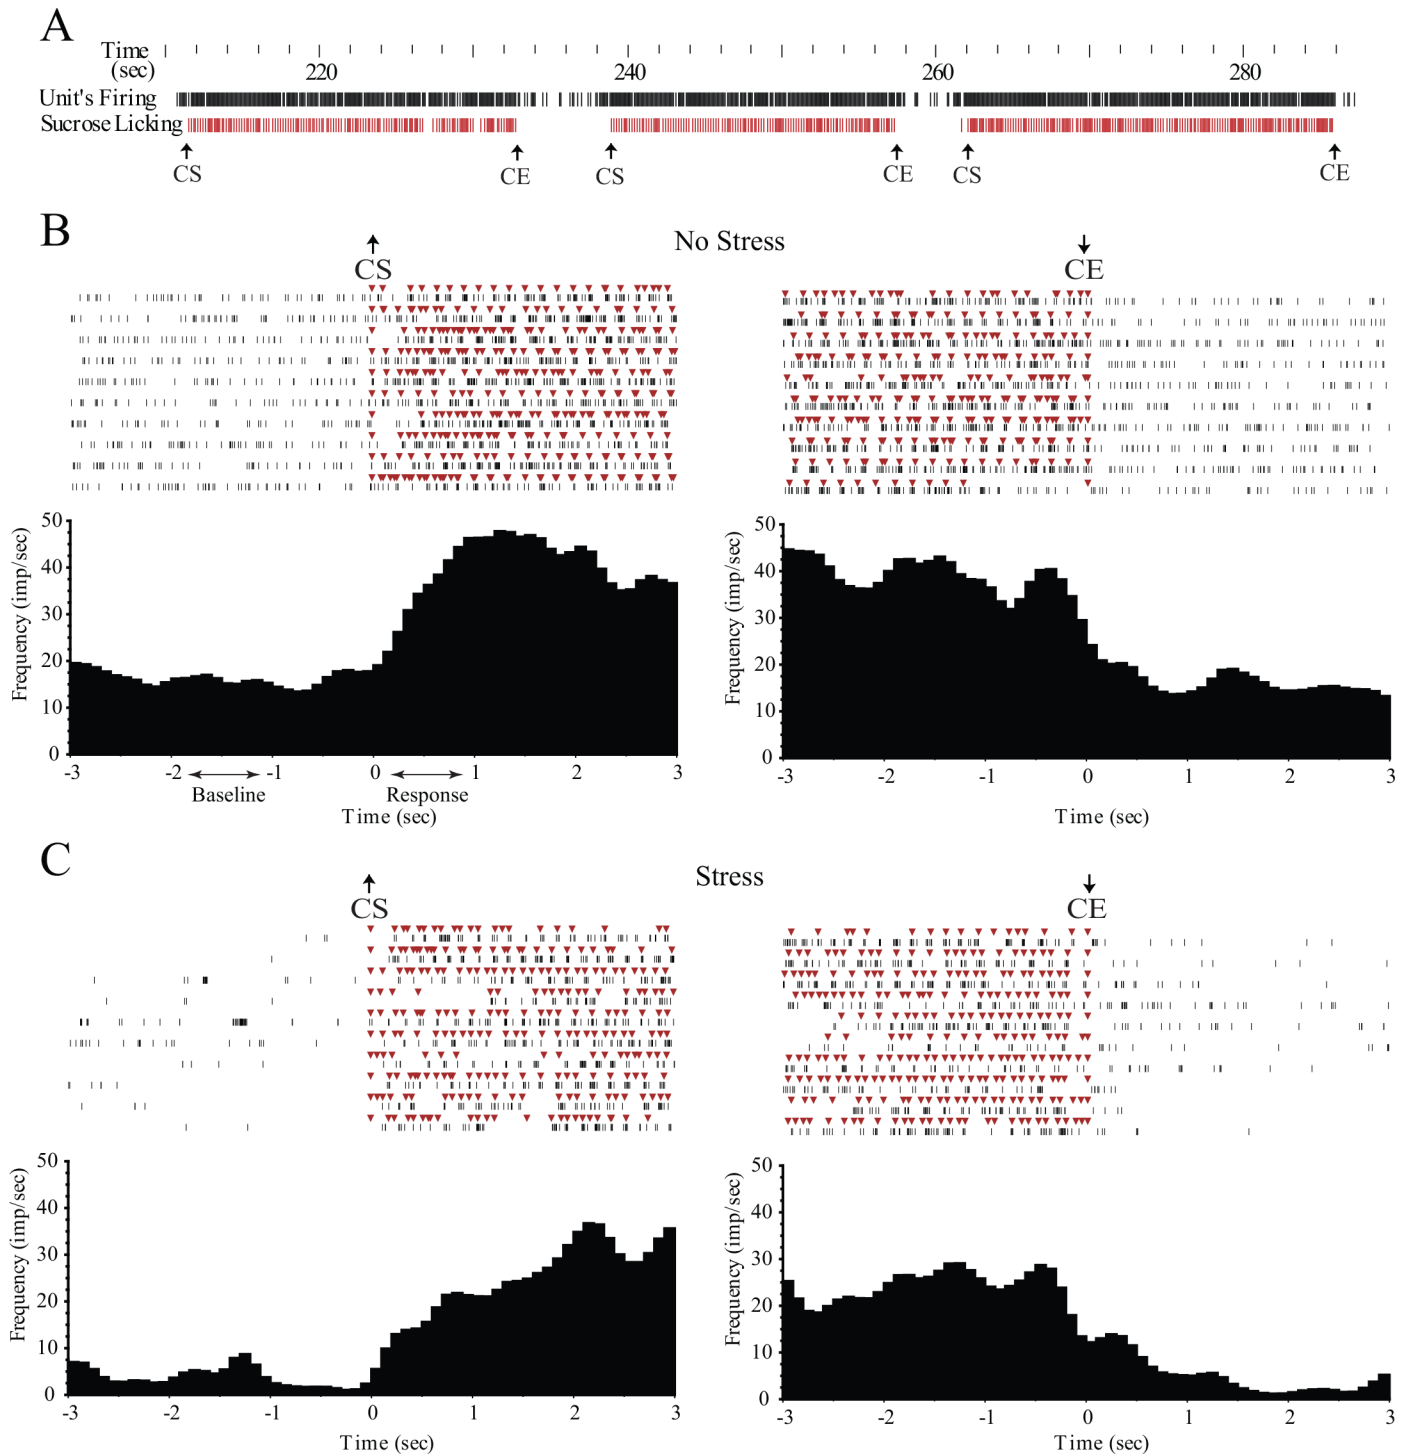 A
Time
(sec)
220 240 260 280
Unit's Firing
Sucrose Licking
CS CE CS CE CS CE
B
No Stress
CS CE
Frequency (imp/sec)
50
40
30
20
10
0
-3 -2 -1 0 1 2 3
Baseline Response
Time (sec)
Frequency (imp/sec)
50
40
30
20
10
0
-3 -2 -1 0 1 2 3
Time (sec)
C
Stress
CS CE
Frequency (imp/sec)
50
40
30
20
10
0
-3 -2 -1 0 1 2 3
Time (sec)
Frequency (imp/sec)
50
40
30
20
10
0
-3 -2 -1 0 1 2 3
Time (sec)